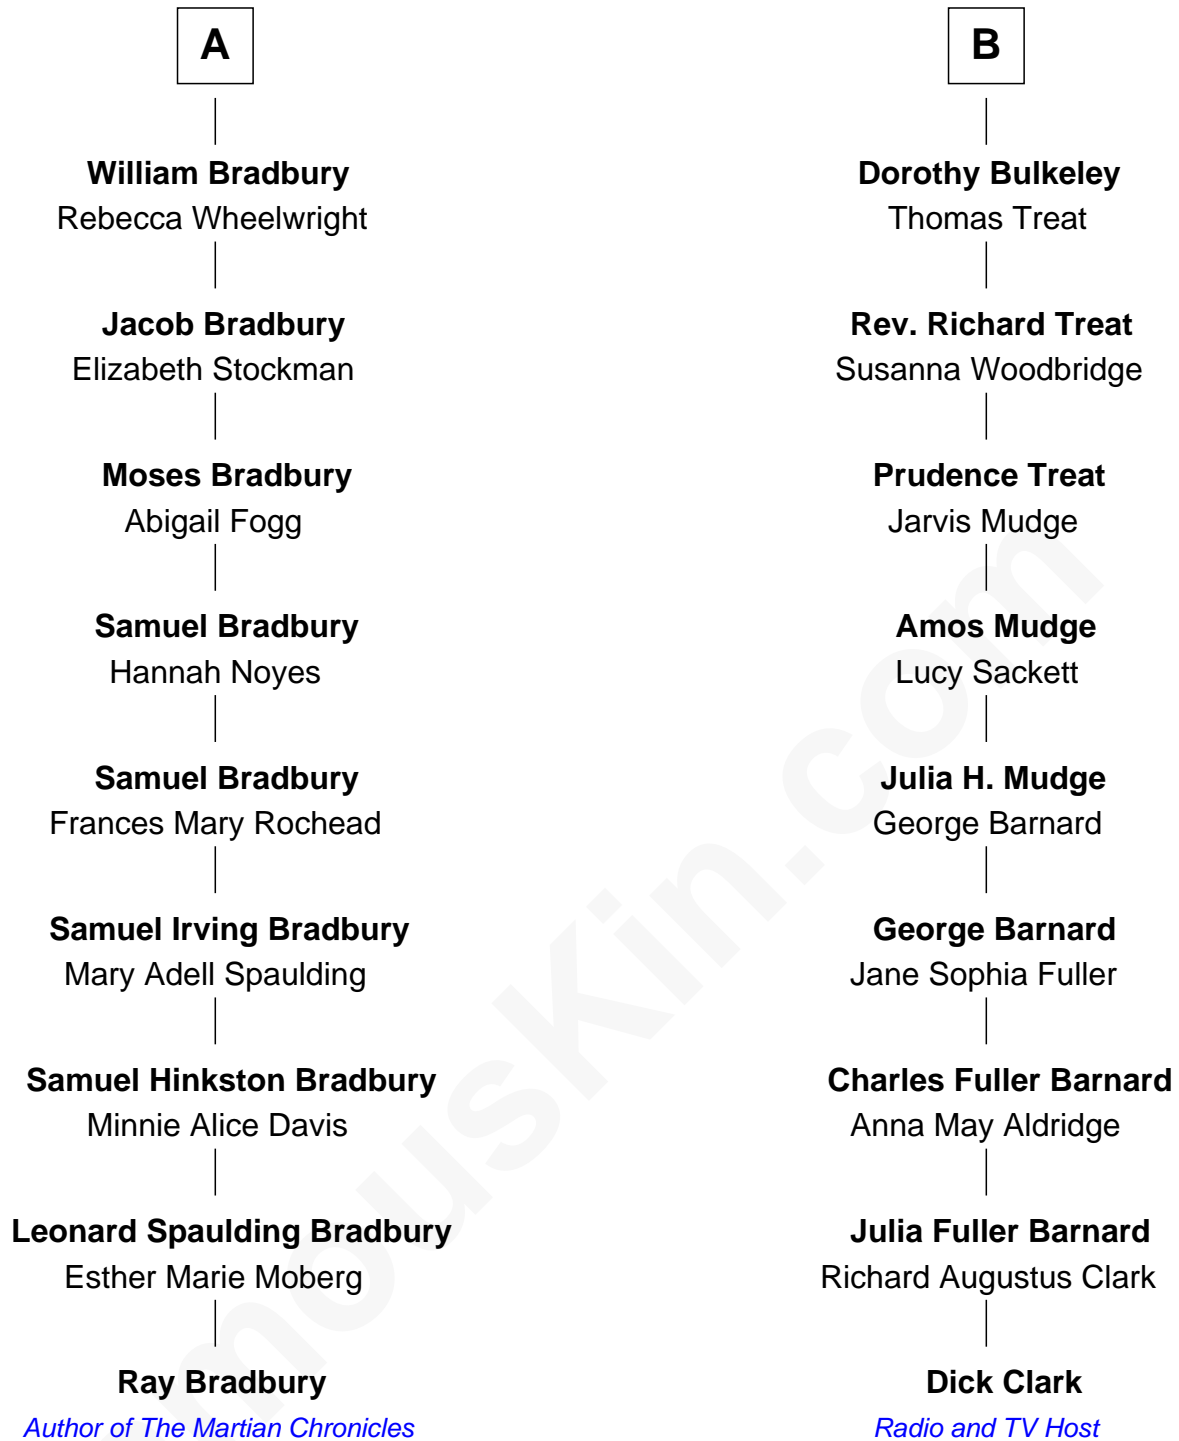 A
William Bradbury
Rebecca Wheelwright
Jacob Bradbury
Elizabeth Stockman
Moses Bradbury
Abigail Fogg
Samuel Bradbury
Hannah Noyes
Samuel Bradbury
Frances Mary Rochead
Samuel Irving Bradbury
Mary Adell Spaulding
Samuel Hinkston Bradbury
Minnie Alice Davis
Leonard Spaulding Bradbury
Esther Marie Moberg
Ray Bradbury
Author of The Martian Chronicles
B
Dorothy Bulkeley
Thomas Treat
Rev. Richard Treat
Susanna Woodbridge
Prudence Treat
Jarvis Mudge
Amos Mudge
Lucy Sackett
Julia H. Mudge
George Barnard
George Barnard
Jane Sophia Fuller
Charles Fuller Barnard
Anna May Aldridge
Julia Fuller Barnard
Richard Augustus Clark
Dick Clark
Radio and TV Host
mousKin.com